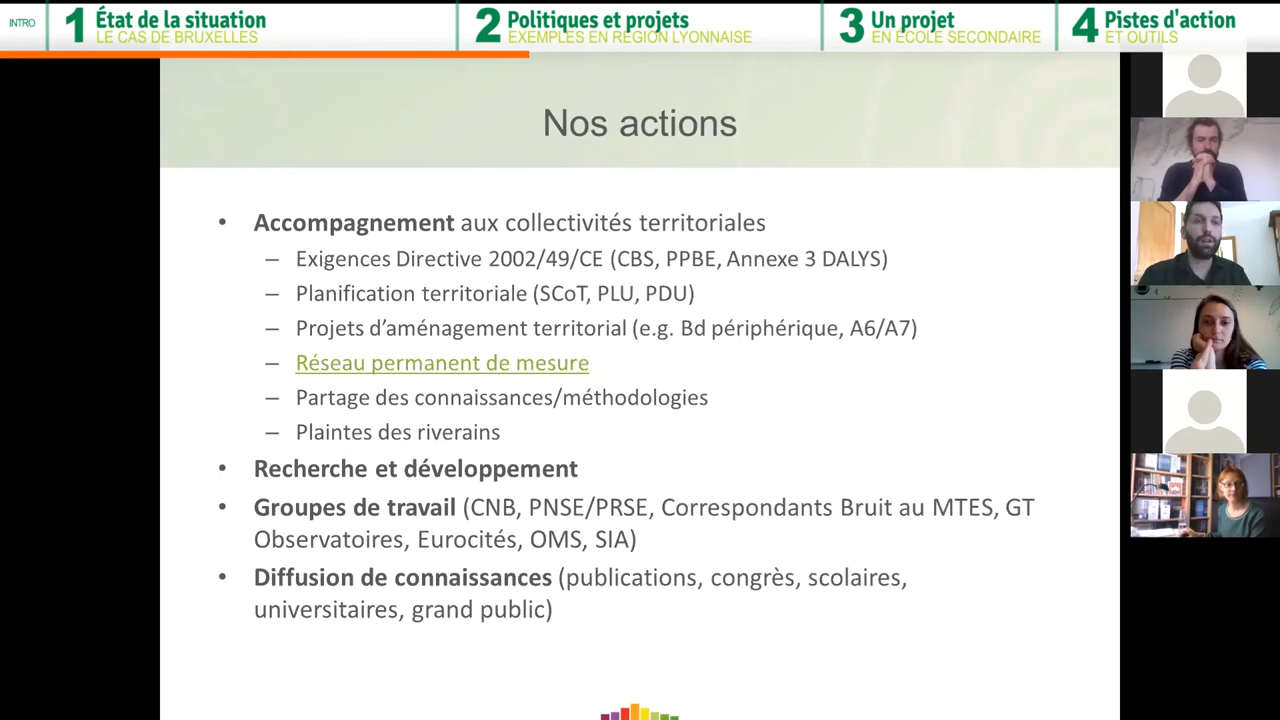 INTRO
1 État de la situation
LE CAS DE BRUXELLES
2 Politiques et projets
EXEMPLES EN RÉGION LYONNAISE
3 Un projet
EN ÉCOLE SECONDAIRE
4 Pistes d'action
ET OUTILS
Nos actions
• Accompagnement aux collectivités territoriales
– Exigences Directive 2002/49/CE (CBS, PPBE, Annexe 3 DALYS)
– Planification territoriale (SCoT, PLU, PDU)
– Projets d’aménagement territorial (e.g. Bd périphérique, A6/A7)
– Réseau permanent de mesure
– Partage des connaissances/méthodologies
– Plaintes des riverains
• Recherche et développement
• Groupes de travail (CNB, PNSE/PRSE, Correspondants Bruit au MTES, GT
Observatoires, Eurocités, OMS, SIA)
• Diffusion de connaissances (publications, congrès, scolaires,
universitaires, grand public)